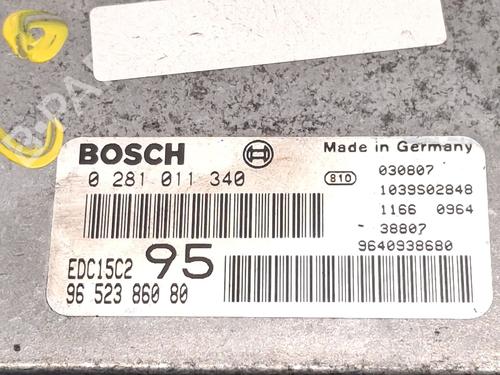 BOSCH
Made in Germany
0 281 011 340
810
030807
1039S02848
1166 0964
38807
9640938680
EDC15C2 95
96 523 860 80